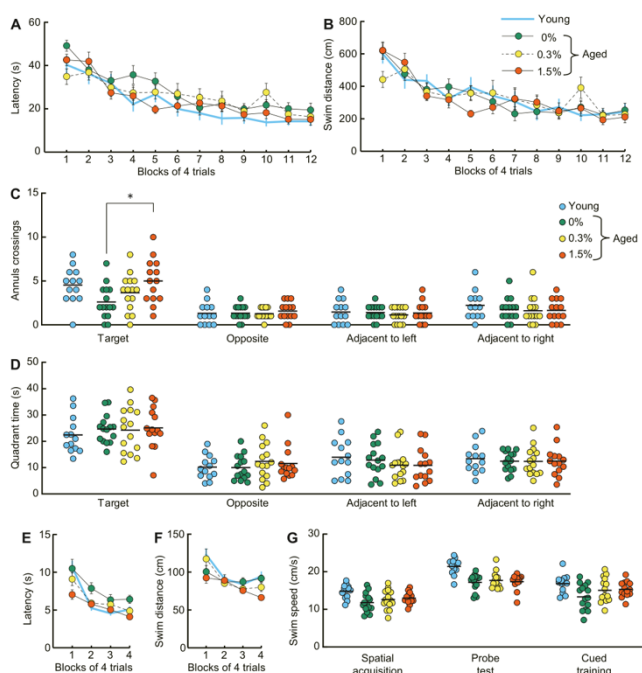 A
Latency (s)
60
40
20
0
1 2 3 4 5 6 7 8 9 10 11 12
Blocks of 4 trials
B
Swim distance (cm)
800
600
400
200
0
1 2 3 4 5 6 7 8 9 10 11 12
Blocks of 4 trials
Young
0%
0.3%
1.5%
Aged
C
Annuls crossings
15
10
5
0
*
Target
Opposite
Adjacent to left
Adjacent to right
Young
0%
0.3%
1.5%
Aged
D
Quadrant time (s)
50
40
30
20
10
0
Target
Opposite
Adjacent to left
Adjacent to right
E
Latency (s)
15
10
5
0
1 2 3 4
Blocks of 4 trials
F
Swim distance (cm)
150
100
50
0
1 2 3 4
Blocks of 4 trials
G
Swim speed (cm/s)
30
20
10
0
Spatial
acquisition
Probe
test
Cued
training